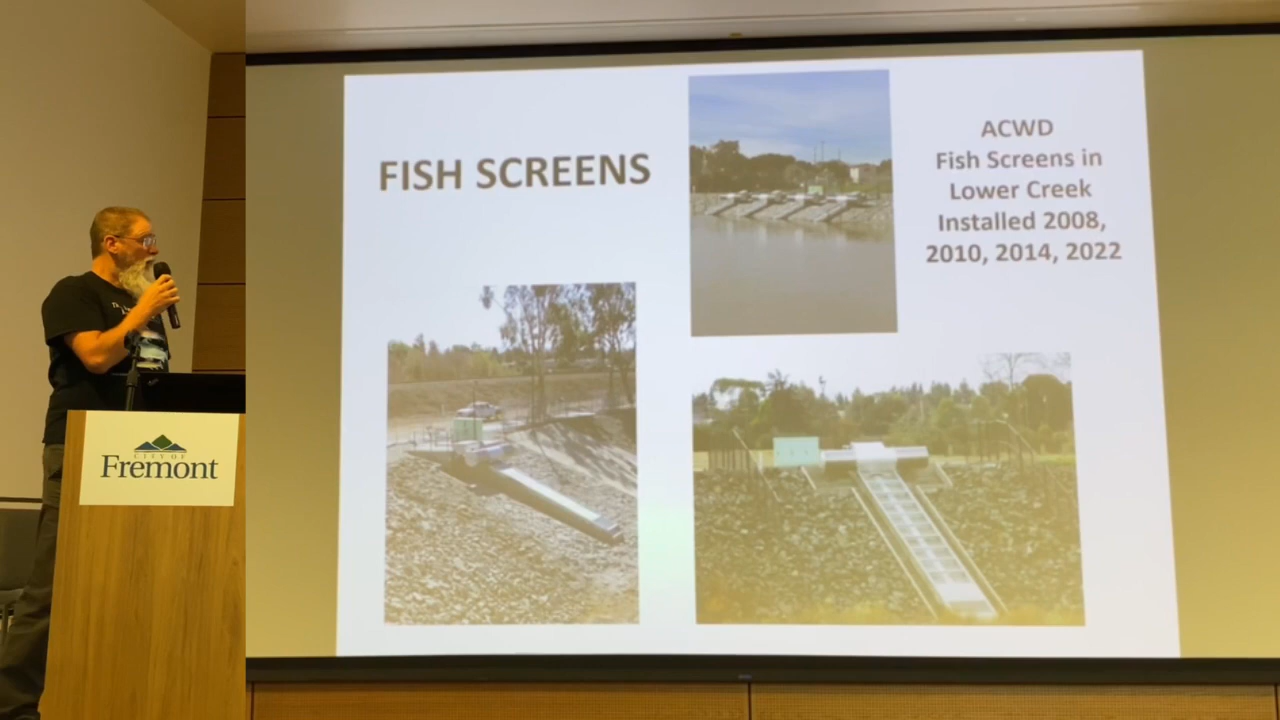 FISH SCREENS
ACWD
Fish Screens in
Lower Creek
Installed 2008,
2010, 2014, 2022
CITY OF
Fremont